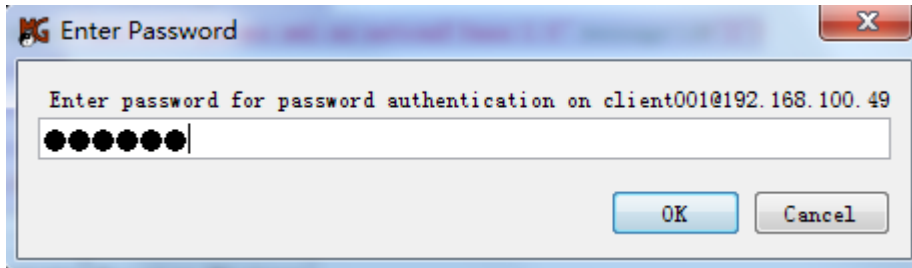 Enter Password
Enter password for password authentication on client001@192.168.100.49
●●●●●●
OK
Cancel